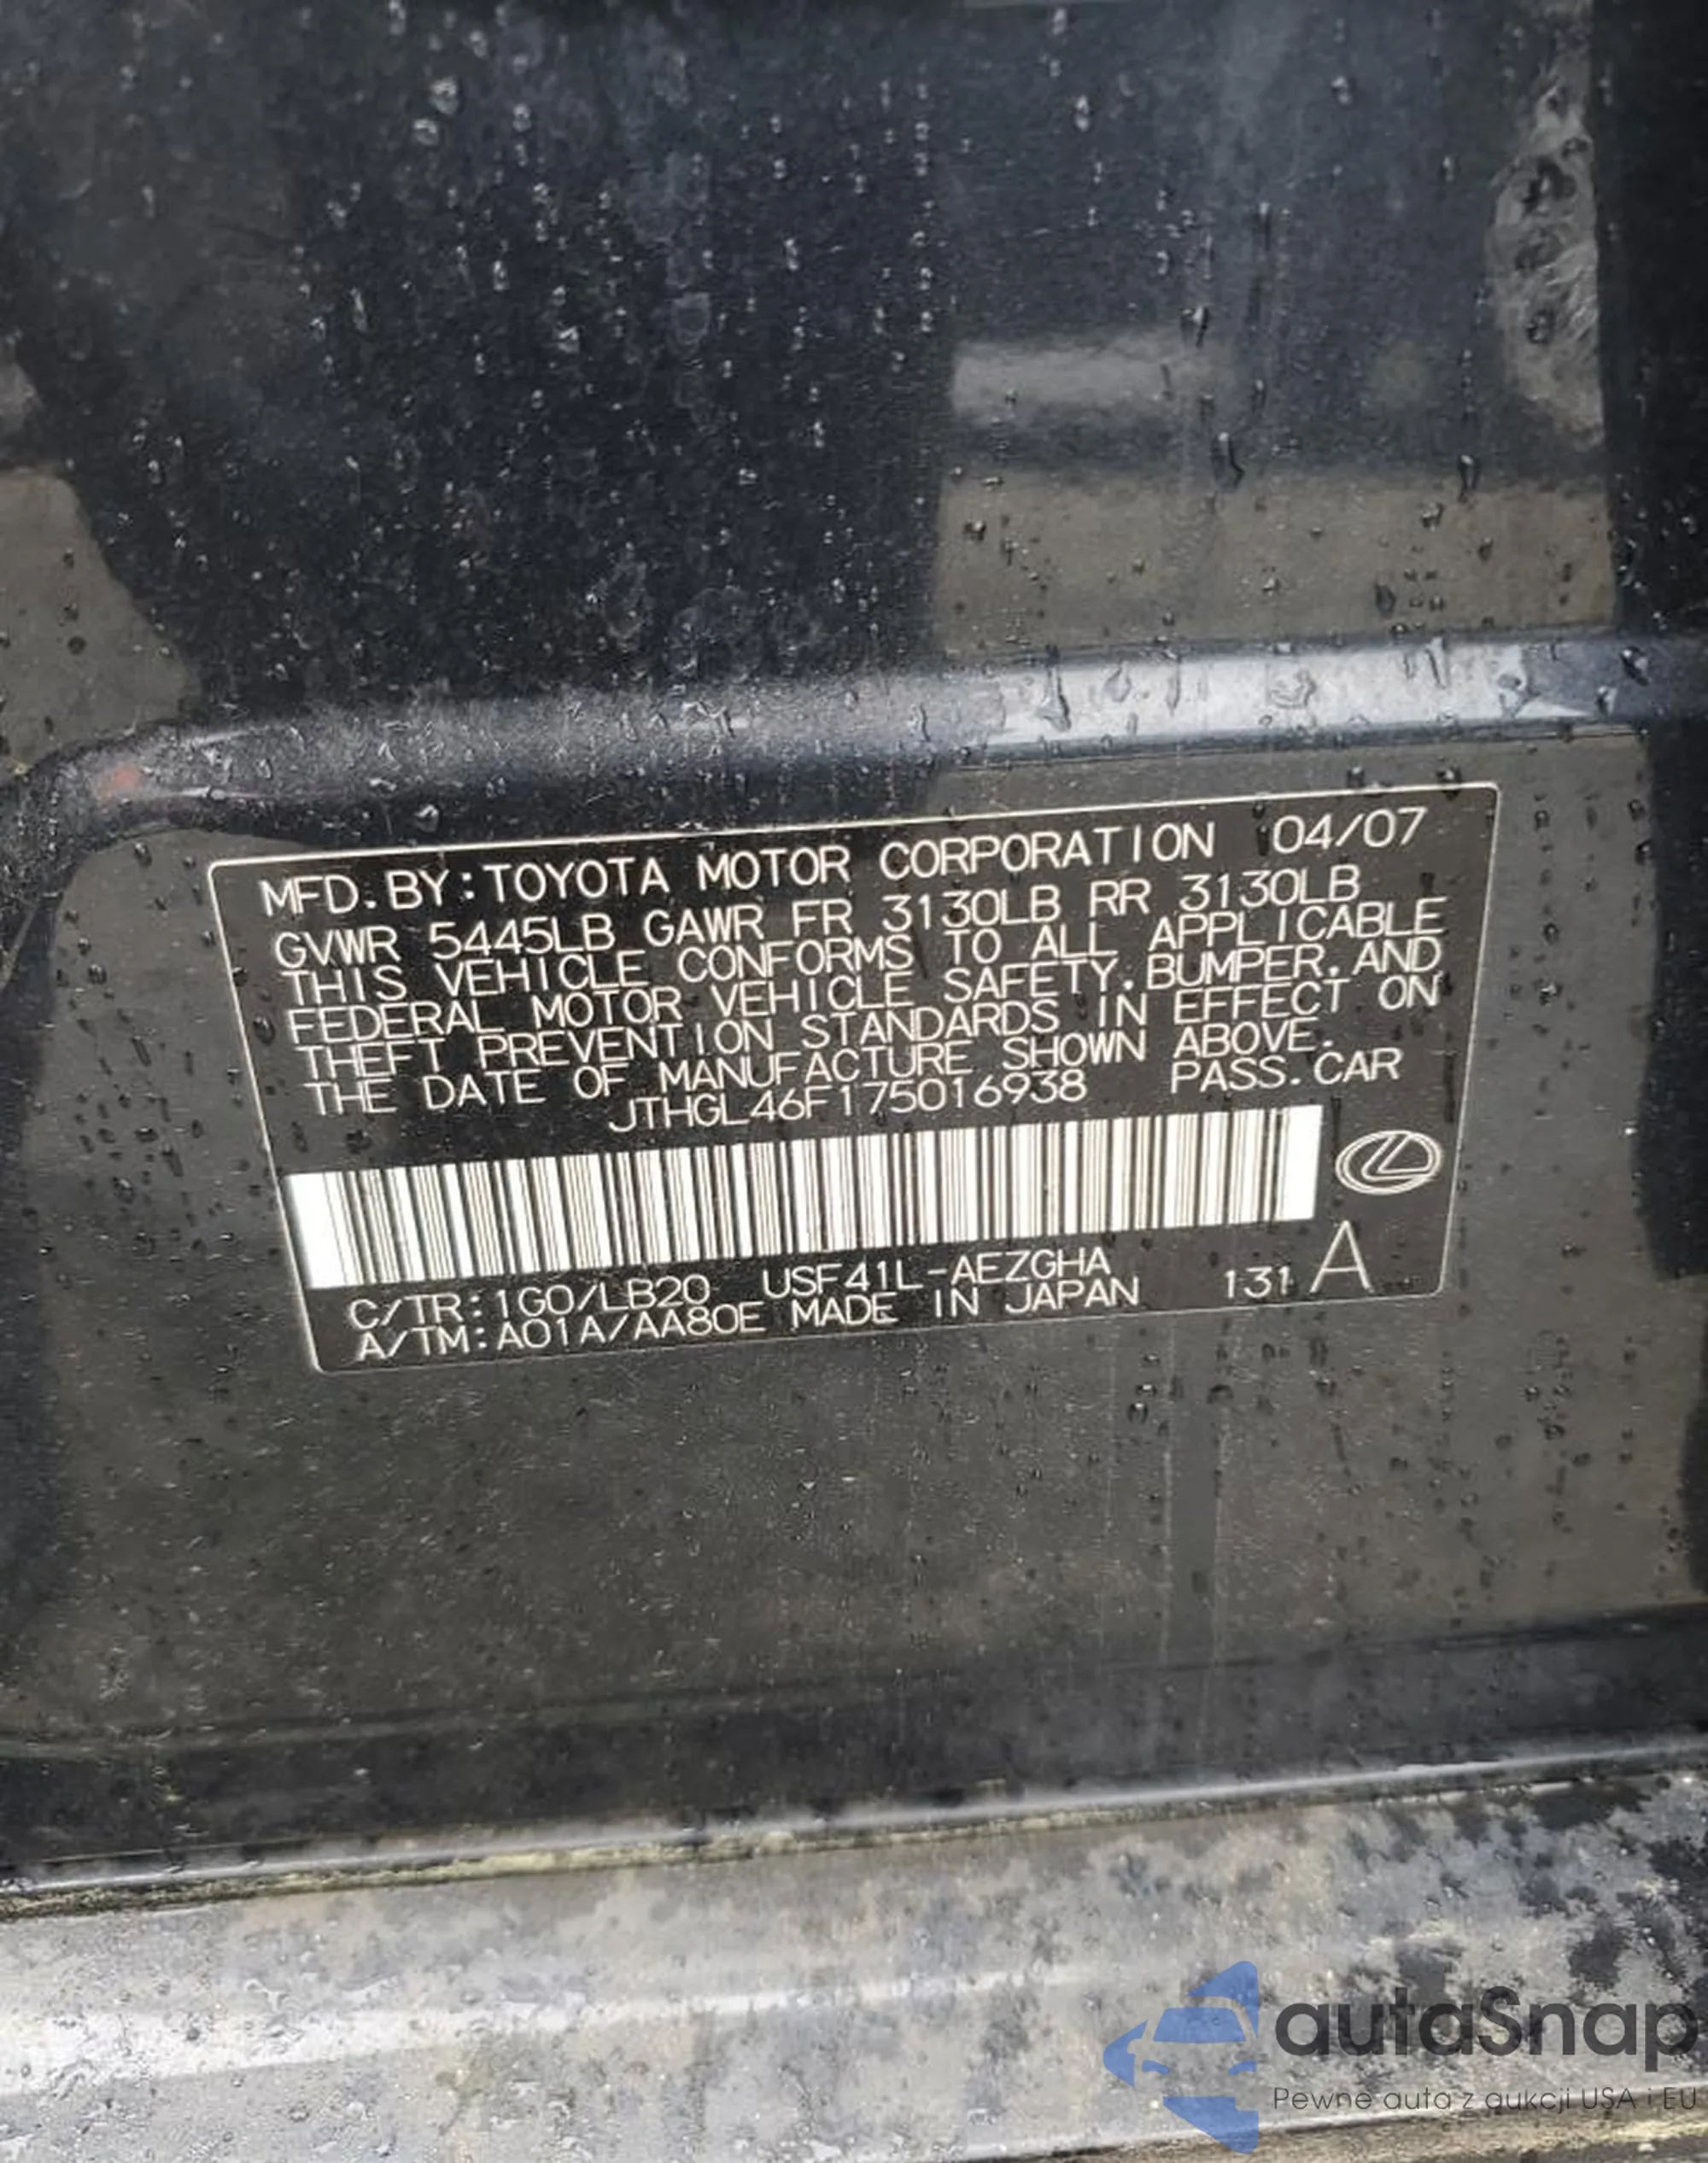 MFD. BY: TOYOTA MOTOR CORPORATION 04/07
GVWR 5445LB GAWR FR 3130LB RR 3130LB
THIS VEHICLE CONFORMS TO ALL APPLICABLE
FEDERAL MOTOR VEHICLE SAFETY, BUMPER, AND
THEFT PREVENTION STANDARDS IN EFFECT ON
THE DATE OF MANUFACTURE SHOWN ABOVE.
JTHGL46F175016938 PASS. CAR
C/TR: 1G0/LB20 USF41L-AEZGHA 131 A
A/TM: A01A/AA80E MADE IN JAPAN
autaSnap
Pewne auta z aukcji USA i EU